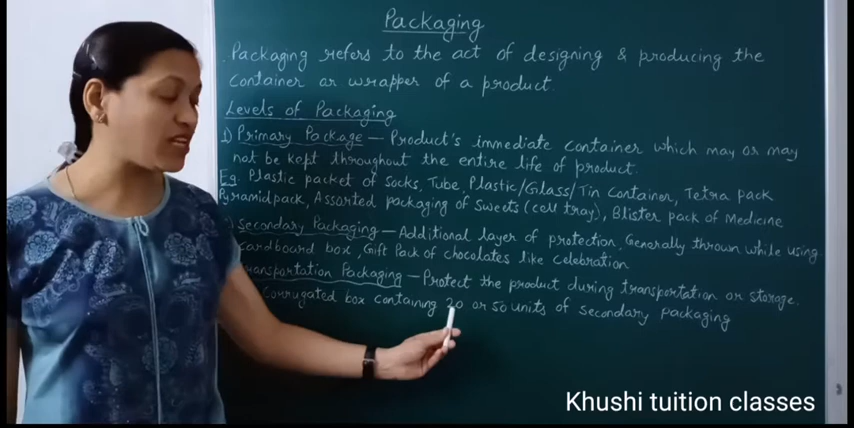 Packaging
Packaging refers to the act of designing & producing the
container or wrapper of a product.
Levels of Packaging
1) Primary Package — Product's immediate container which may or may
not be kept throughout the entire life of product.
Eg. Plastic packet of socks, Tube, Plastic/Glass/Tin Container, Tetra pack
Pyramid pack, Assorted packaging of sweets (cell tray), Blister pack of Medicine
) Secondary Packaging — Additional layer of protection, Generally thrown while using
Cardboard box, Gift Pack of chocolates like Celebration
ransportation Packaging — Protect the product during transportation or storage.
Corrugated box containing 20 or 50 units of secondary packaging
Khushi tuition classes